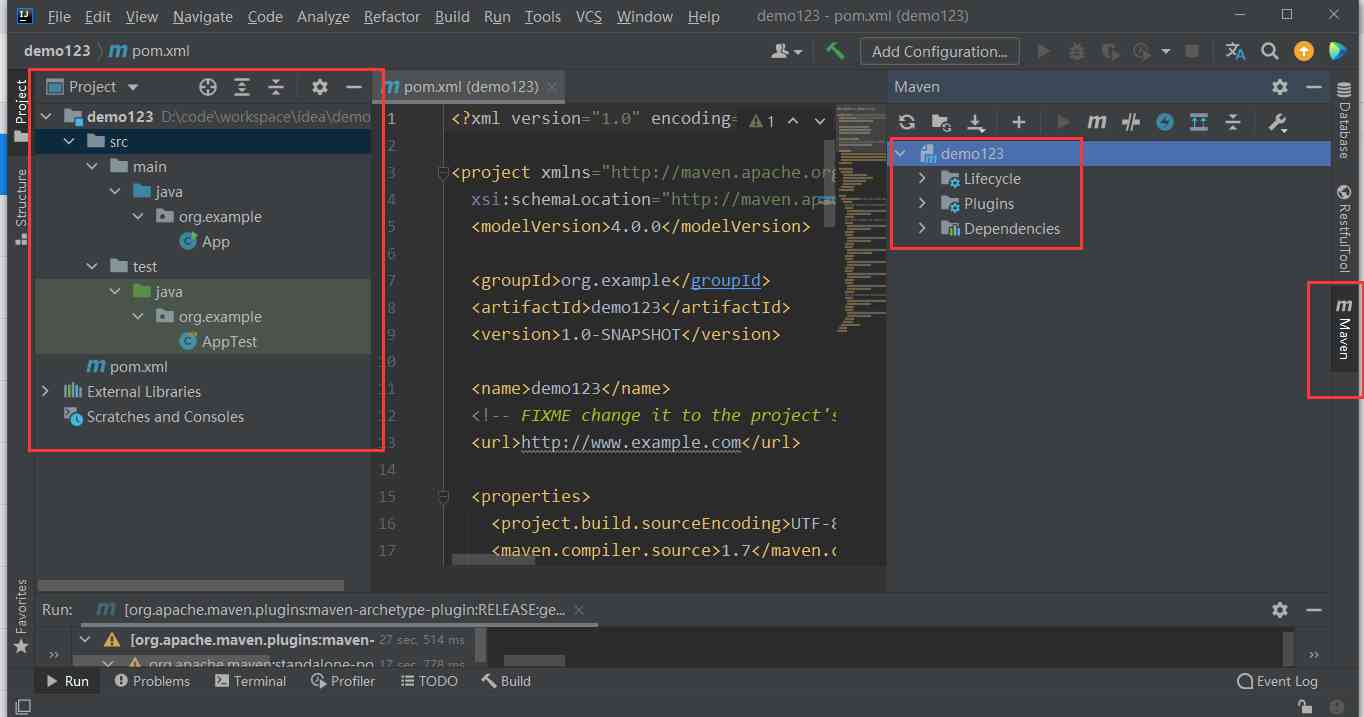 File Edit View Navigate Code Analyze Refactor Build Run Tools VCS Window Help demo123 - pom.xml (demo123)
demo123 pom.xml Add Configuration...
Project
Structure
Favorites
Project
demo123 D:\code\workspace\idea\demo
src
main
java
org.example
App
test
java
org.example
AppTest
pom.xml
External Libraries
Scratches and Consoles
pom.xml (demo123)
1 <?xml version="1.0" encoding= 1
2
3 <project xmlns="http://maven.apache.org
4 xsi:schemaLocation="http://maven.apac
5 <modelVersion>4.0.0</modelVersion>
6
7 <groupId>org.example</groupId>
8 <artifactId>demo123</artifactId>
9 <version>1.0-SNAPSHOT</version>
10
11 <name>demo123</name>
12 <!-- FIXME change it to the project's
13 <url>http://www.example.com</url>
14
15 <properties>
16 <project.build.sourceEncoding>UTF-8
17 <maven.compiler.source>1.7</maven.c
Maven
demo123
Lifecycle
Plugins
Dependencies
Database
RestfulTool
Maven
Run: [org.apache.maven.plugins:maven-archetype-plugin:RELEASE:ge...
[org.apache.maven.plugins:maven- 27 sec, 514 ms
org.apache.maven:standalone-po 17 sec, 778 ms
Run Problems Terminal Profiler TODO Build Event Log